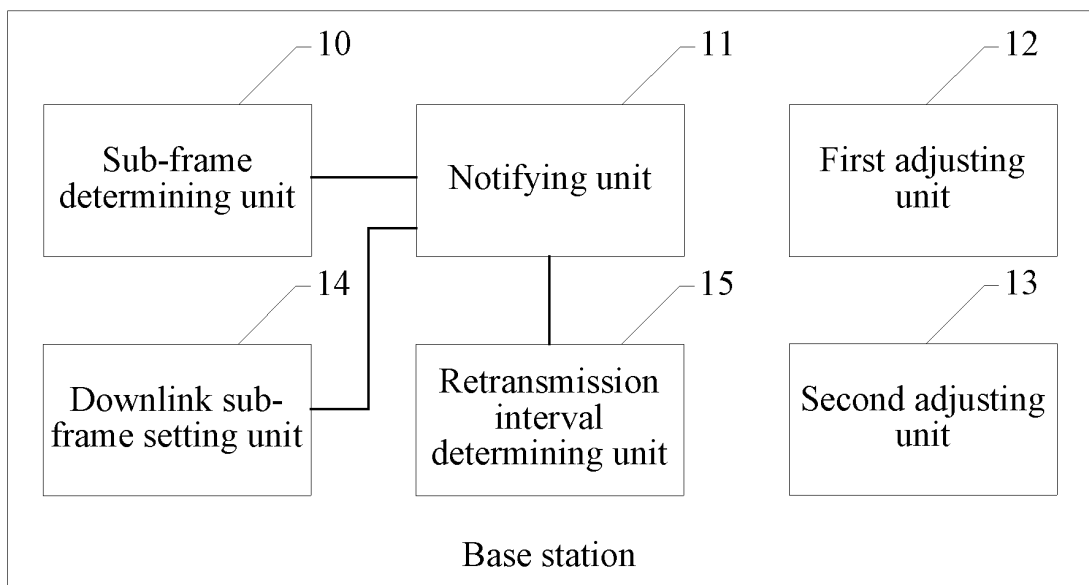 10
11
12
Sub-frame
determining unit
Notifying unit
First adjusting
unit
14
15
13
Downlink sub-
frame setting unit
Retransmission
interval
determining unit
Second adjusting
unit
Base station